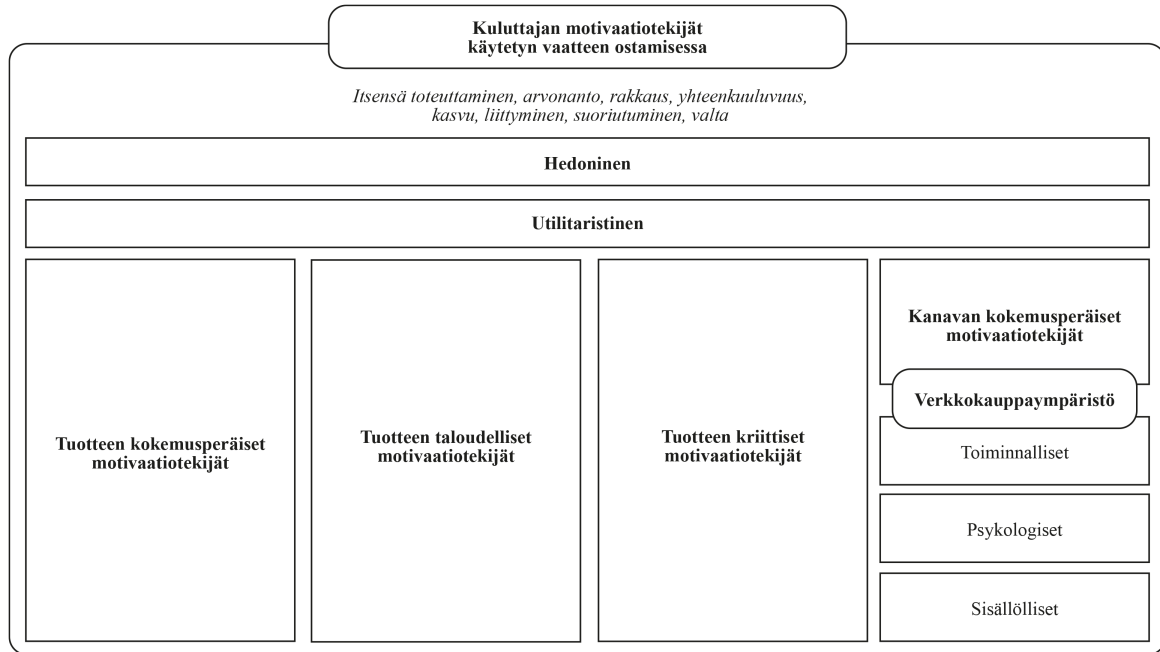 Kuluttajan motivaatiotekijät
käytetyn vaatteen ostamisessa
Itsensä toteuttaminen, arvonanto, rakkaus, yhteenkuuluvuus,
kasvu, liittyminen, suoriutuminen, valta
Hedoninen
Utilitaristinen
Tuotteen kokemusperäiset
motivaatiotekijät
Tuotteen taloudelliset
motivaatiotekijät
Tuotteen kriittiset
motivaatiotekijät
Kanavan kokemusperäiset
motivaatiotekijät
Verkkokauppaympäristö
Toiminnalliset
Psykologiset
Sisällölliset